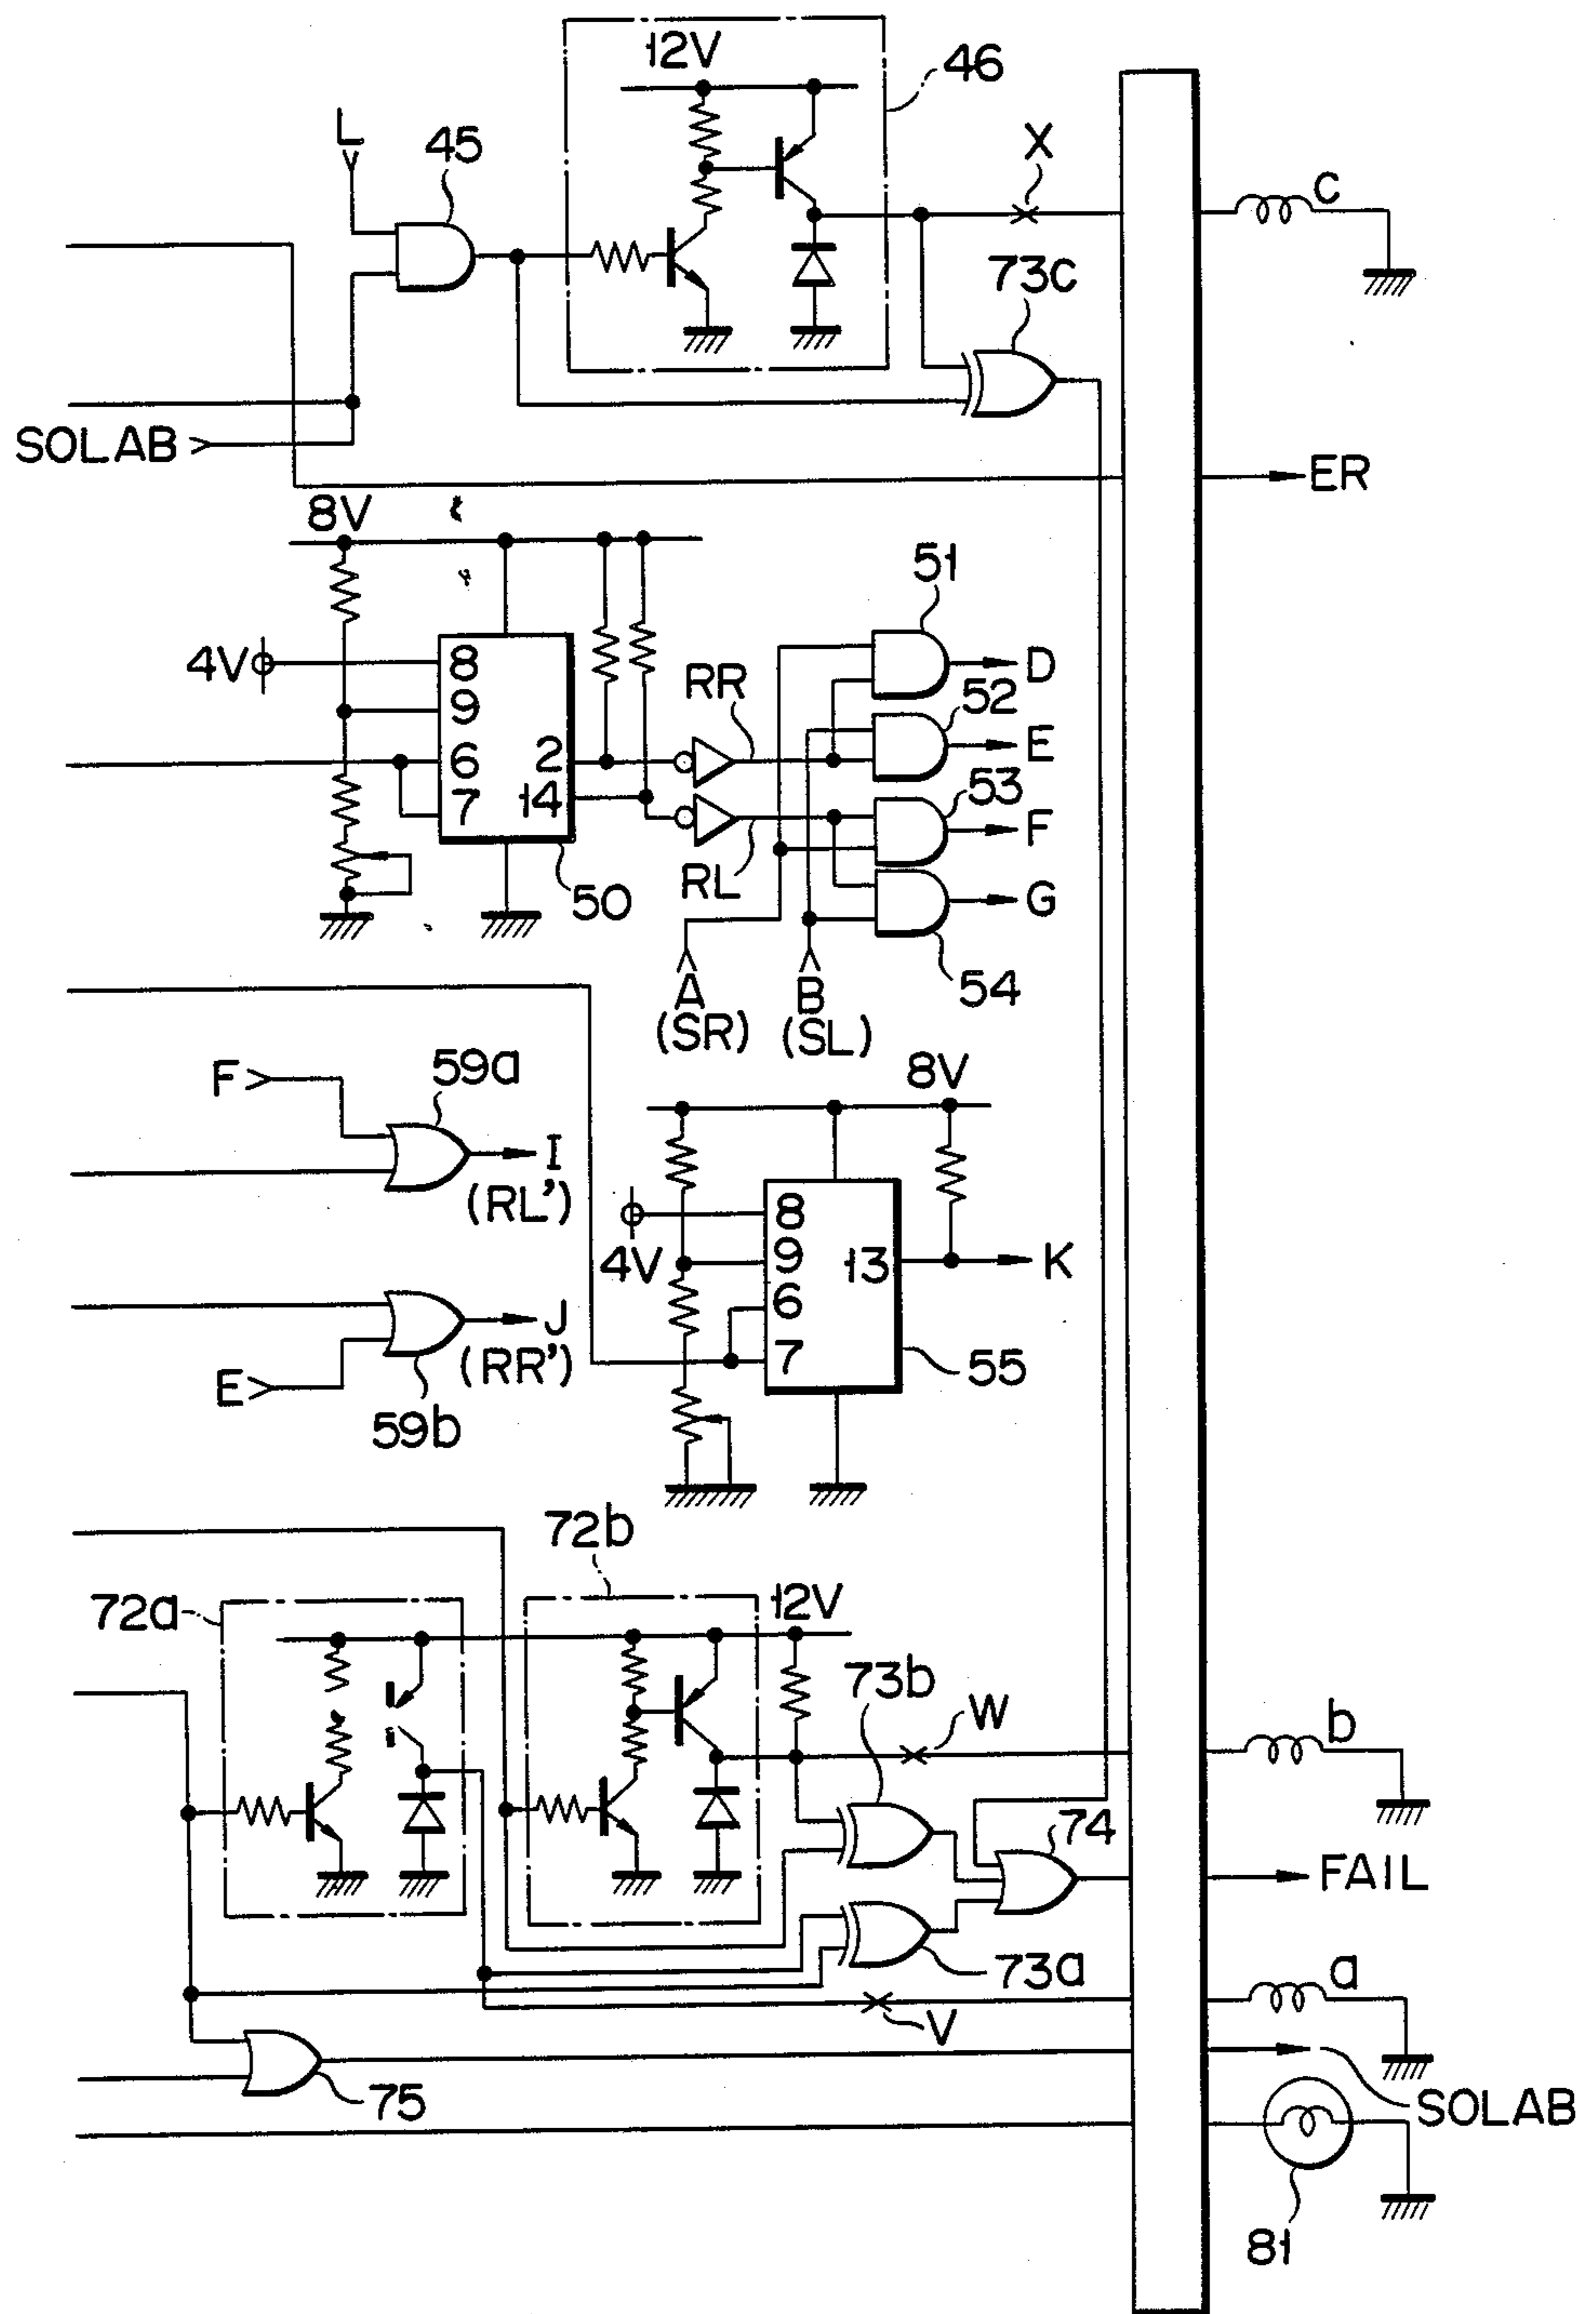 12V
46
L
45
X
c
73c
SOLAB
ER
8V
51
4V
8
D
RR
9
52
E
6
2
7
14
53
F
RL
50
G
54
A
(SR)
B
(SL)
F
59a
8V
I
(RL')
8
4V
9
13
K
6
J
(RR')
7
55
E
59b
72b
72a
12V
73b
W
b
74
FAIL
73a
a
V
75
SOLAB
81